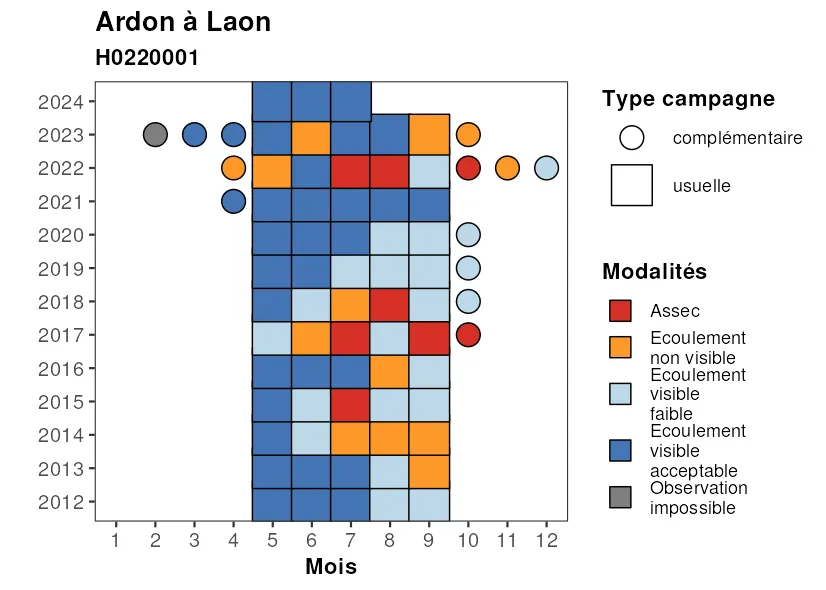 Ardon à Laon
H0220001
2024
2023
2022
2021
2020
2019
2018
2017
2016
2015
2014
2013
2012
1 2 3 4 5 6 7 8 9 10 11 12
Mois
Type campagne
complémentaire
usuelle
Modalités
Assec
Ecoulement
non visible
Ecoulement
visible
faible
Ecoulement
visible
acceptable
Observation
impossible